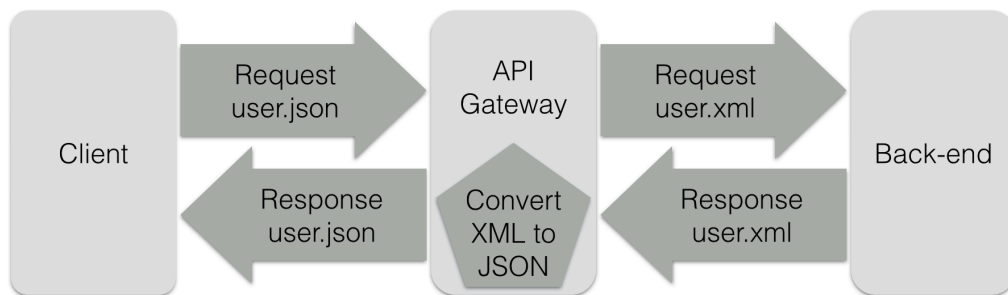 Client
Request
user.json
Response
user.json
API
Gateway
Convert
XML to
JSON
Request
user.xml
Response
user.xml
Back-end